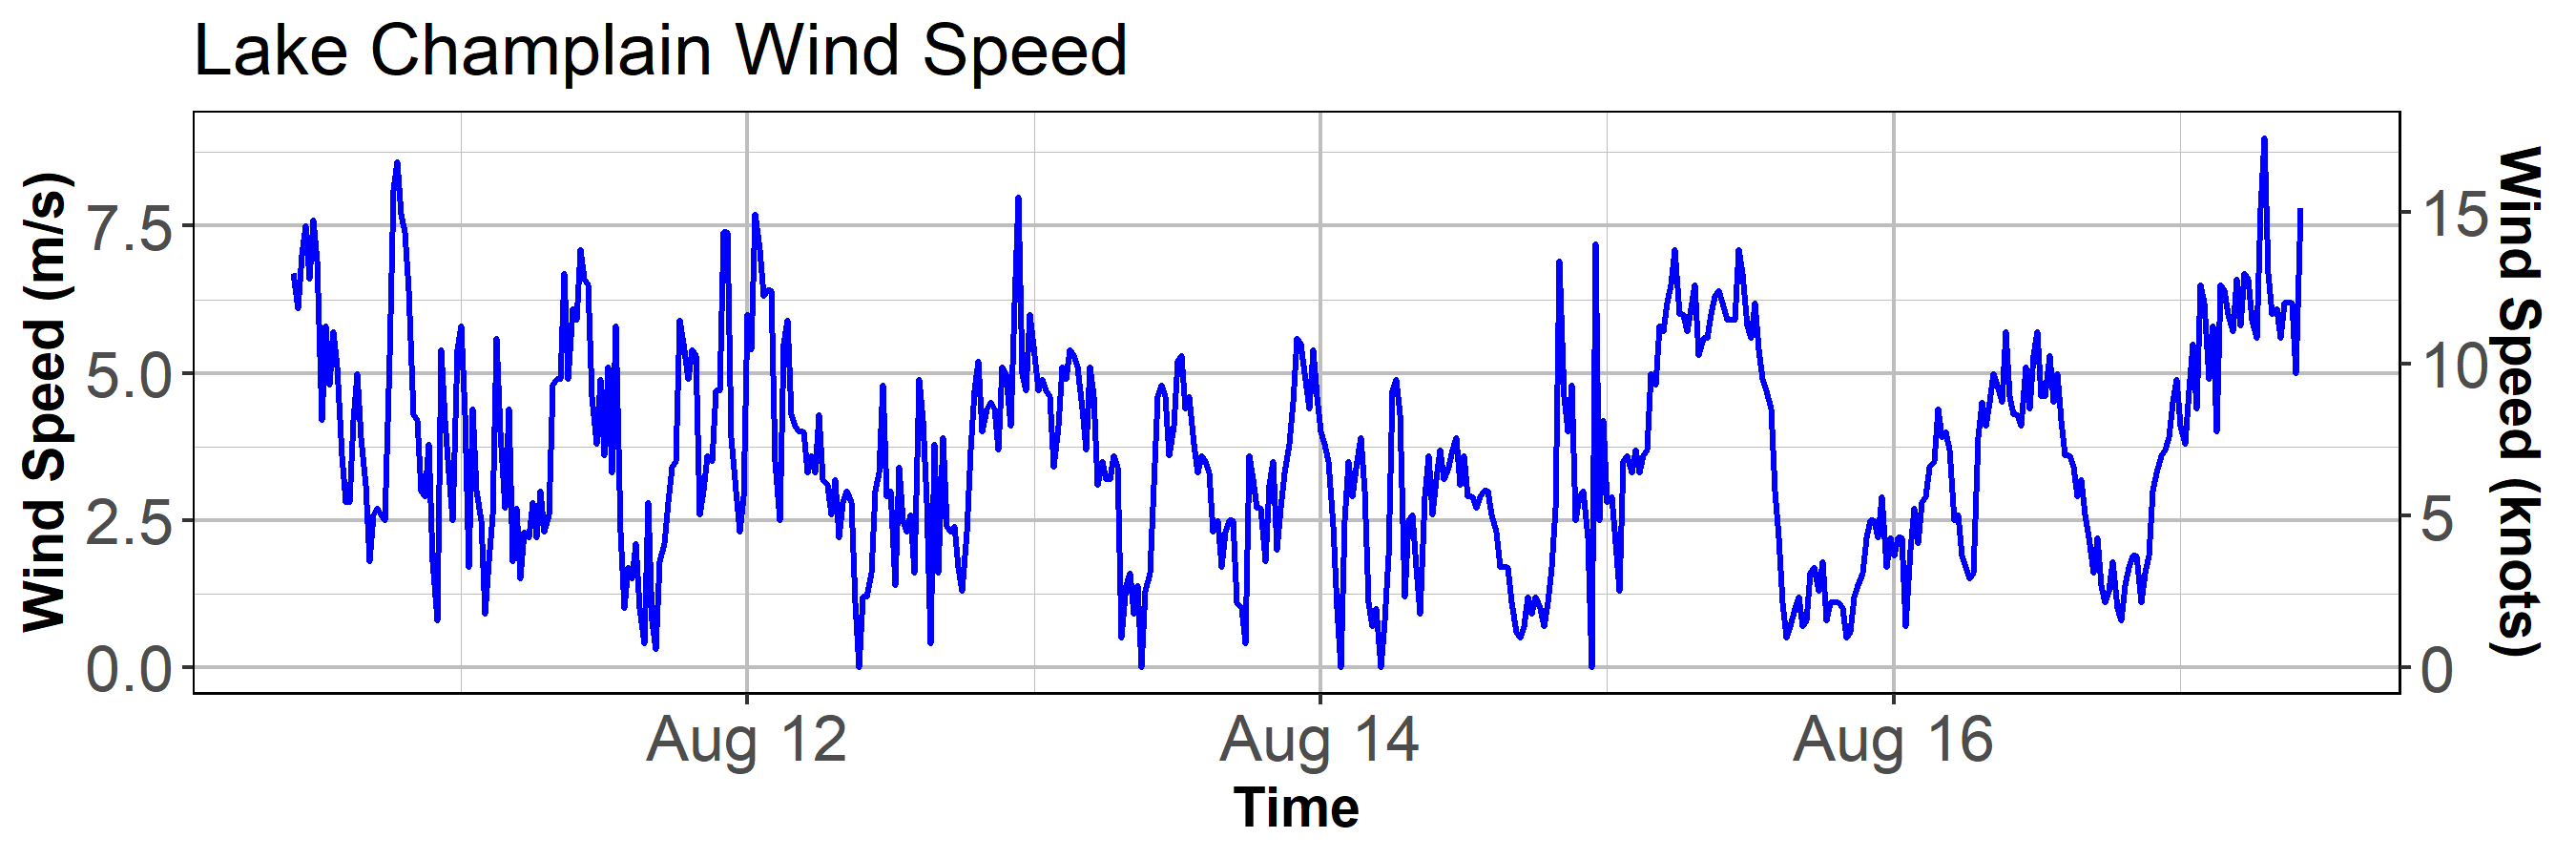 Lake Champlain Wind Speed
Wind Speed (m/s)
7.5
5.0
2.5
0.0
15
10
5
0
Wind Speed (knots)
Aug 12
Aug 14
Aug 16
Time